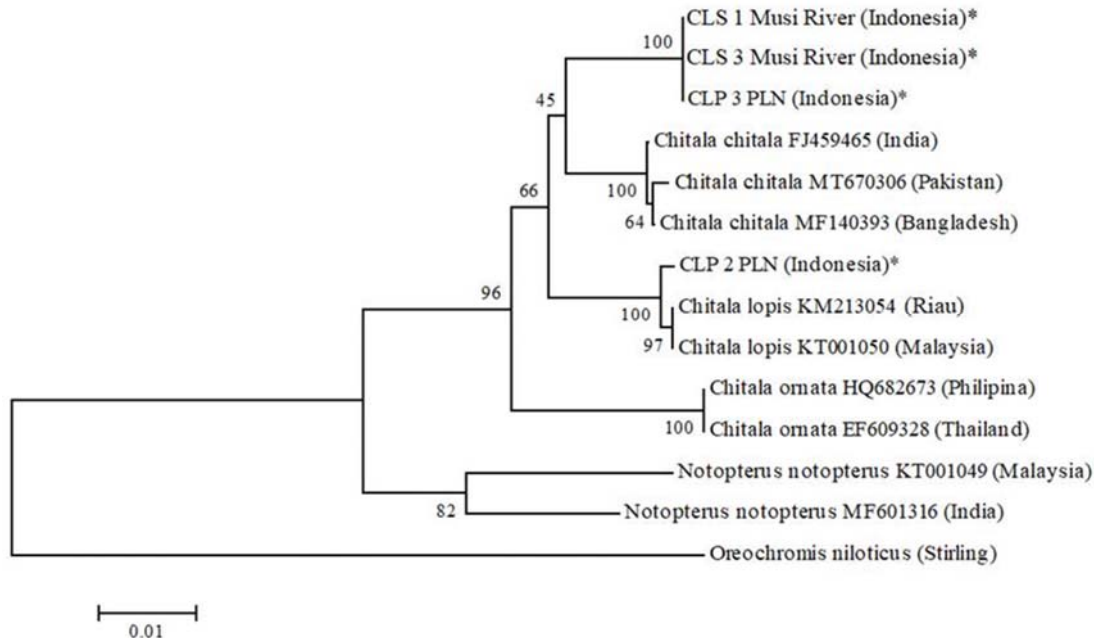 CLS 1 Musi River (Indonesia)*
100
CLS 3 Musi River (Indonesia)*
CLP 3 PLN (Indonesia)*
45
Chitala chitala FJ459465 (India)
100
Chitala chitala MT670306 (Pakistan)
66
64
Chitala chitala MF140393 (Bangladesh)
CLP 2 PLN (Indonesia)*
96
100
Chitala lopis KM213054 (Riau)
97
Chitala lopis KT001050 (Malaysia)
Chitala ornata HQ682673 (Philipina)
100
Chitala ornata EF609328 (Thailand)
Notopterus notopterus KT001049 (Malaysia)
82
Notopterus notopterus MF601316 (India)
Oreochromis niloticus (Stirling)
0.01